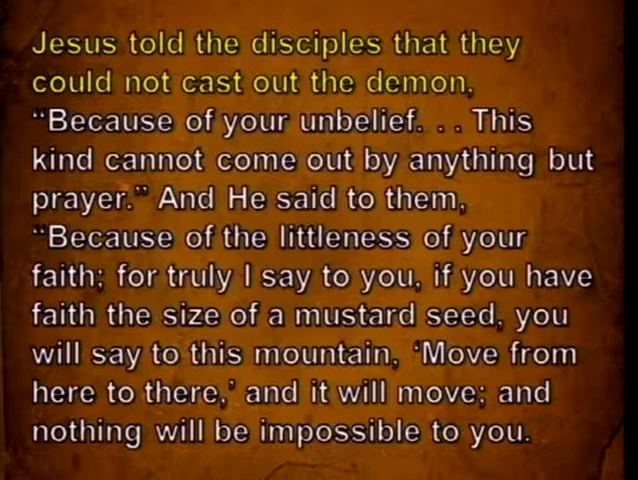 Jesus told the disciples that they
could not cast out the demon,
“Because of your unbelief. . . This
kind cannot come out by anything but
prayer.” And He said to them,
“Because of the littleness of your
faith; for truly I say to you, if you have
faith the size of a mustard seed, you
will say to this mountain, ‘Move from
here to there,’ and it will move; and
nothing will be impossible to you.